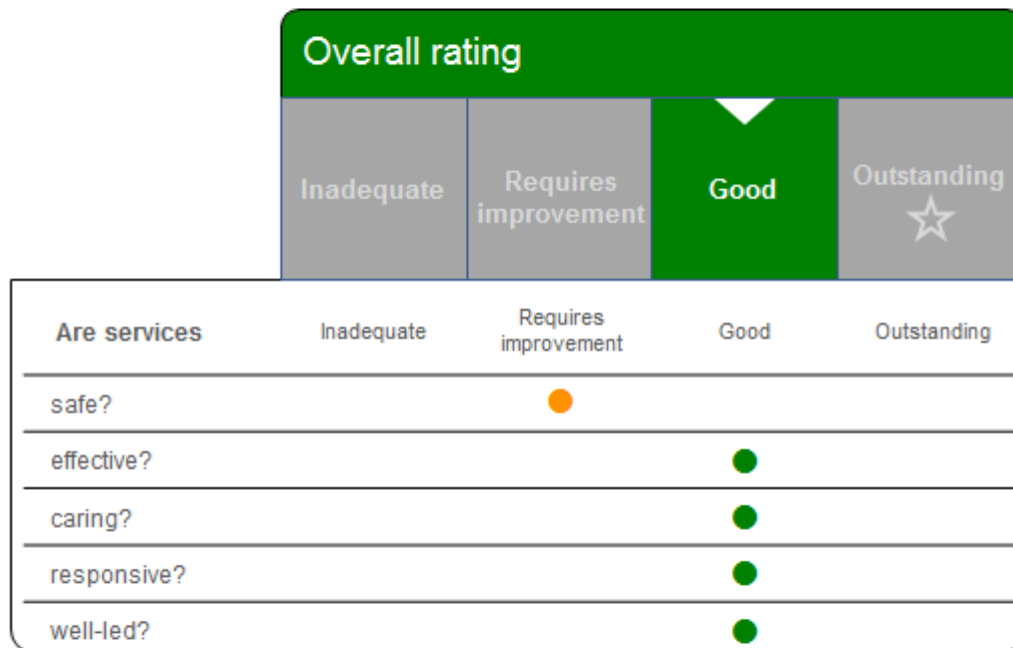 Overall rating
Inadequate
Requires
improvement
Good
Outstanding
Are services
Inadequate
Requires
improvement
Good
Outstanding
safe?
effective?
caring?
responsive?
well-led?